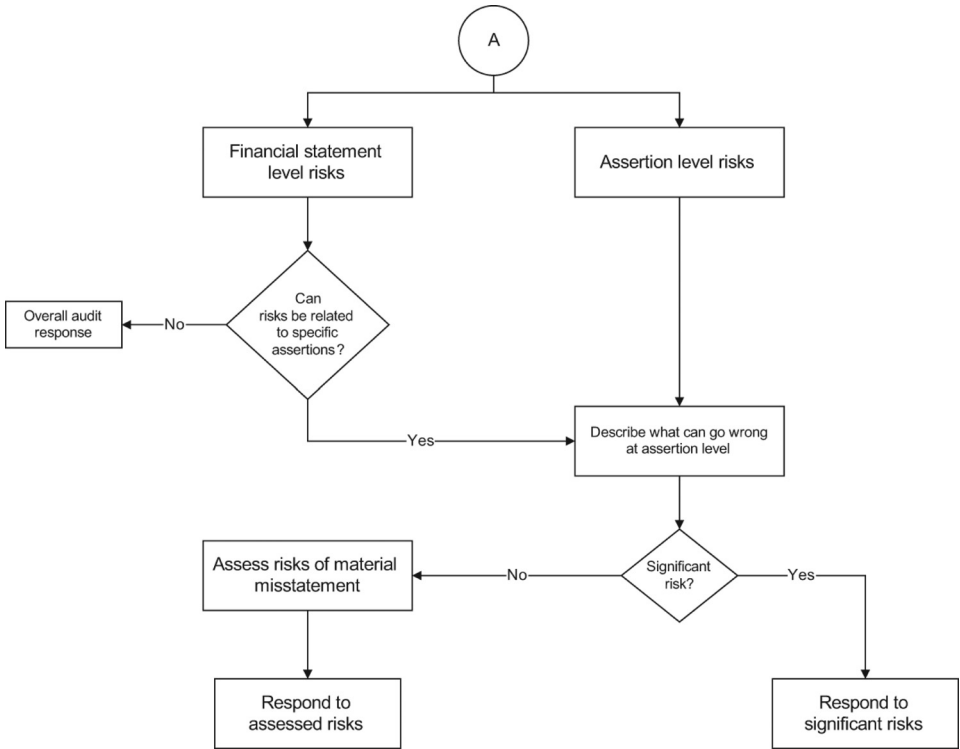 A
Financial statement
level risks
Assertion level risks
Can
risks be related
to specific
assertions?
Overall audit
response
No
Yes
Describe what can go wrong
at assertion level
Significant
risk?
No
Yes
Assess risks of material
misstatement
Respond to
assessed risks
Respond to
significant risks